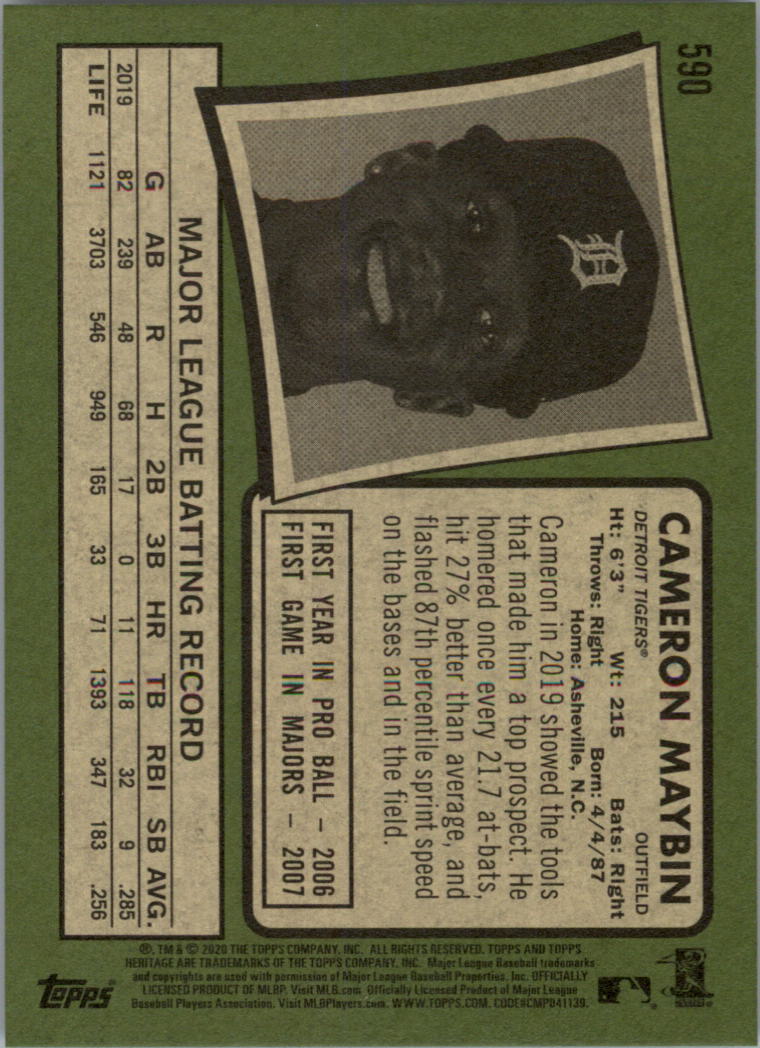 590
CAMERON MAYBIN
DETROIT TIGERS® OUTFIELD
Ht: 6'3" Wt: 215 Bats: Right
Throws: Right Born: 4/4/87
Home: Asheville, N.C.
Cameron in 2019 showed the tools
that made him a top prospect. He
homered once every 21.7 at-bats,
hit 27% better than average, and
flashed 87th percentile sprint speed
on the bases and in the field.
FIRST YEAR IN PRO BALL – 2006
FIRST GAME IN MAJORS – 2007
MAJOR LEAGUE BATTING RECORD
G AB R H 2B 3B HR TB RBI SB AVG.
2019 82 239 48 68 17 0 11 118 32 9 .285
LIFE 1121 3703 546 949 165 33 71 1393 347 183 .256
®, TM & © 2020 THE TOPPS COMPANY, INC. ALL RIGHTS RESERVED. TOPPS AND TOPPS
HERITAGE ARE TRADEMARKS OF THE TOPPS COMPANY, INC. Major League Baseball trademarks
and copyrights are used with permission of Major League Baseball Properties, Inc. OFFICIALLY
LICENSED PRODUCT OF MLBP. Visit MLB.com Officially Licensed Product of Major League
Baseball Players Association. Visit MLBPlayers.com. WWW.TOPPS.COM. CODE#CMP041139.
Topps